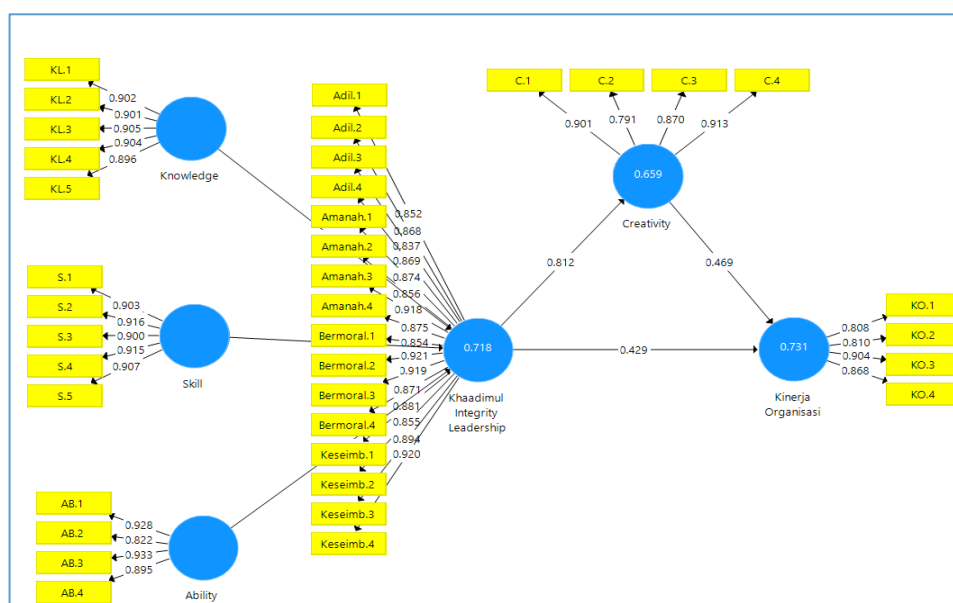 KL.1
KL.2
KL.3
KL.4
KL.5
0.902
0.901
0.905
0.904
0.896
Knowledge
S.1
S.2
S.3
S.4
S.5
0.903
0.916
0.900
0.915
0.907
Skill
AB.1
AB.2
AB.3
AB.4
0.928
0.822
0.933
0.895
Ability
Adil.1
Adil.2
Adil.3
Adil.4
Amanah.1
Amanah.2
Amanah.3
Amanah.4
Bermoral.1
Bermoral.2
Bermoral.3
Bermoral.4
Keseimb.1
Keseimb.2
Keseimb.3
Keseimb.4
0.852
0.868
0.837
0.869
0.874
0.856
0.918
0.875
0.854
0.921
0.919
0.871
0.881
0.855
0.894
0.920
0.718
Khaadimul
Integrity
Leadership
C.1
C.2
C.3
C.4
0.901
0.791
0.870
0.913
0.659
Creativity
0.812
0.469
0.429
0.731
Kinerja
Organisasi
KO.1
KO.2
KO.3
KO.4
0.808
0.810
0.904
0.868